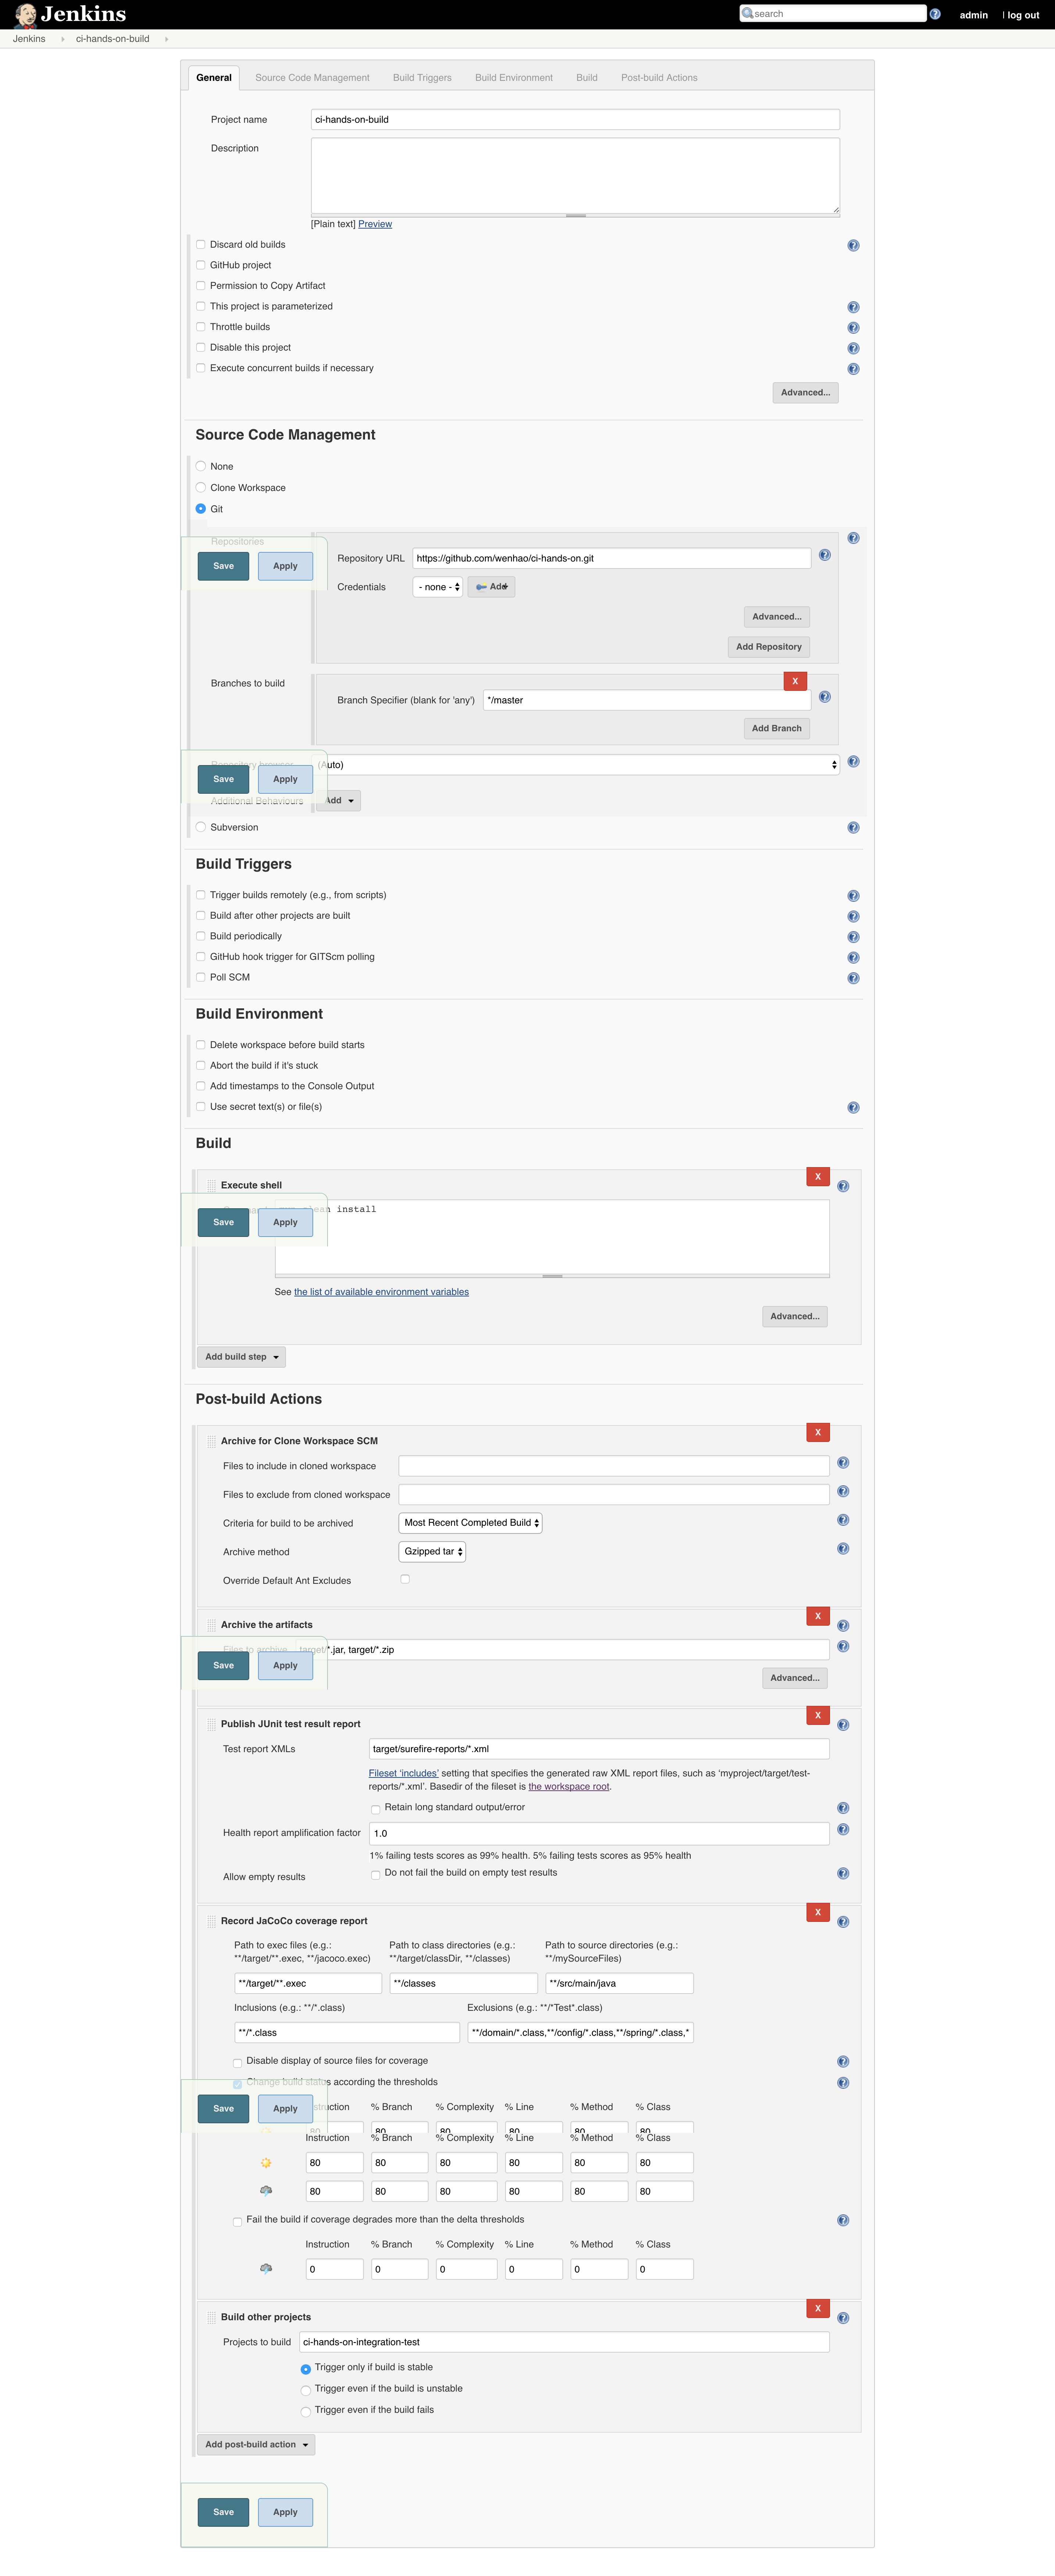 Jenkins
search
admin
| log out
Jenkins
ci-hands-on-build
General
Source Code Management
Build Triggers
Build Environment
Build
Post-build Actions
Project name
ci-hands-on-build
Description
[Plain text] Preview
Discard old builds
GitHub project
Permission to Copy Artifact
This project is parameterized
Throttle builds
Disable this project
Execute concurrent builds if necessary
Advanced...
Source Code Management
None
Clone Workspace
Git
Repositories
Save
Apply
Repository URL
https://github.com/wenhao/ci-hands-on.git
Credentials
- none -
Add
Advanced...
Add Repository
Branches to build
X
Branch Specifier (blank for 'any')
*/master
Add Branch
Repository browser
(Auto)
Save
Apply
Additional Behaviours
Add
Subversion
Build Triggers
Trigger builds remotely (e.g., from scripts)
Build after other projects are built
Build periodically
GitHub hook trigger for GITScm polling
Poll SCM
Build Environment
Delete workspace before build starts
Abort the build if it's stuck
Add timestamps to the Console Output
Use secret text(s) or file(s)
Build
X
Execute shell
clean install
Save
Apply
See the list of available environment variables
Advanced...
Add build step
Post-build Actions
X
Archive for Clone Workspace SCM
Files to include in cloned workspace
Files to exclude from cloned workspace
Criteria for build to be archived
Most Recent Completed Build
Archive method
Gzipped tar
Override Default Ant Excludes
X
Archive the artifacts
Files to archive
target/*.jar, target/*.zip
Save
Apply
Advanced...
X
Publish JUnit test result report
Test report XMLs
target/surefire-reports/*.xml
Fileset ‘includes’ setting that specifies the generated raw XML report files, such as ‘myproject/target/test-
reports/*.xml’. Basedir of the fileset is the workspace root.
Retain long standard output/error
Health report amplification factor
1.0
1% failing tests scores as 99% health. 5% failing tests scores as 95% health
Allow empty results
Do not fail the build on empty test results
X
Record JaCoCo coverage report
Path to exec files (e.g.:
**/target/**.exec, **/jacoco.exec)
Path to class directories (e.g.:
**/target/classDir, **/classes)
Path to source directories (e.g.:
**/mySourceFiles)
**/target/**.exec
**/classes
**/src/main/java
Inclusions (e.g.: **/*.class)
Exclusions (e.g.: **/*Test*.class)
**/*.class
**/domain/*.class,**/config/*.class,**/spring/*.class,*
Disable display of source files for coverage
Change build status according the thresholds
Save
Apply
struction % Branch % Complexity % Line % Method % Class
80 80 80 80 80 80
Instruction % Branch % Complexity % Line % Method % Class
80 80 80 80 80 80
80 80 80 80 80 80
Fail the build if coverage degrades more than the delta thresholds
Instruction % Branch % Complexity % Line % Method % Class
0 0 0 0 0 0
X
Build other projects
Projects to build
ci-hands-on-integration-test
Trigger only if build is stable
Trigger even if the build is unstable
Trigger even if the build fails
Add post-build action
Save
Apply